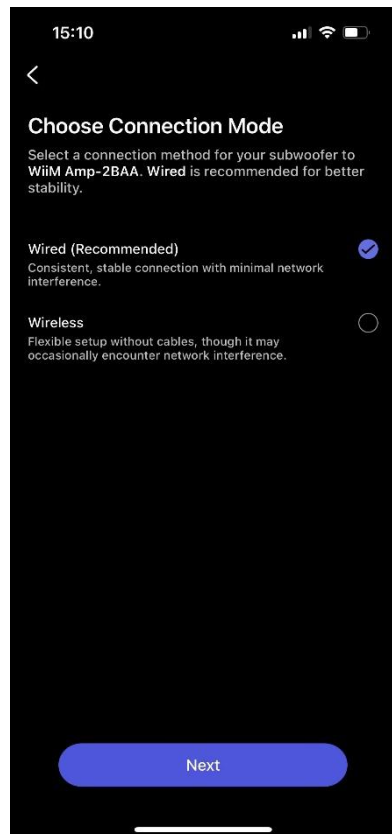 15:10
Choose Connection Mode
Select a connection method for your subwoofer to
WiiM Amp-2BAA. Wired is recommended for better
stability.
Wired (Recommended)
Consistent, stable connection with minimal network
interference.
Wireless
Flexible setup without cables, though it may
occasionally encounter network interference.
Next